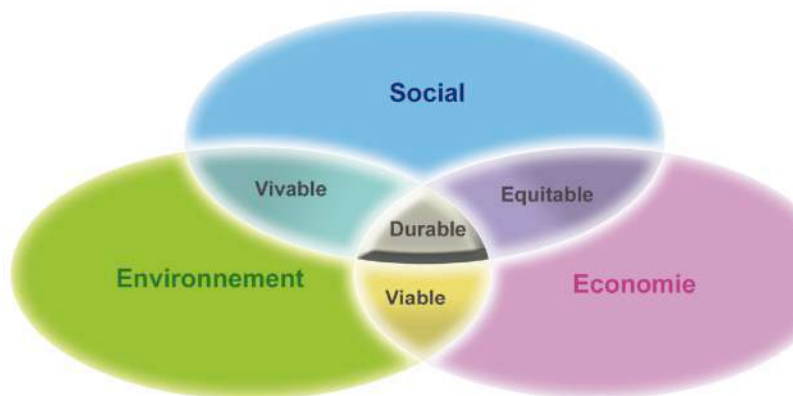 Social
Vivable
Equitable
Durable
Environnement
Economie
Viable